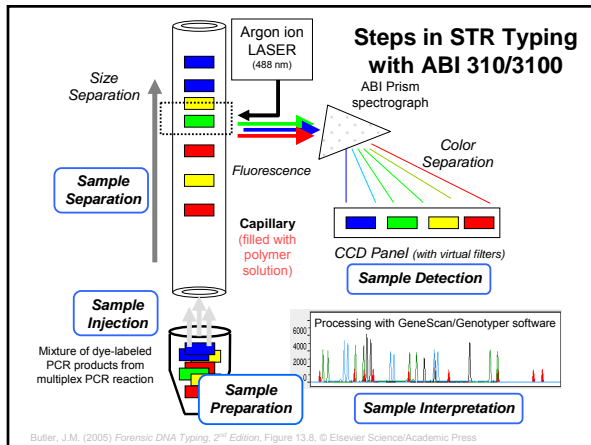 Steps in STR Typing
with ABI 310/3100
Argon ion
LASER
(488 nm)
Size
Separation
ABI Prism
spectrograph
Color
Separation
Fluorescence
Sample
Separation
Capillary
(filled with
polymer
solution)
CCD Panel (with virtual filters)
Sample Detection
Sample
Injection
Mixture of dye-labeled
PCR products from
multiplex PCR reaction
Sample
Preparation
Processing with GeneScan/Genotyper software
6000
4000
2000
0
Sample Interpretation
Butler, J.M. (2005) Forensic DNA Typing, 2nd Edition, Figure 13.8, © Elsevier Science/Academic Press